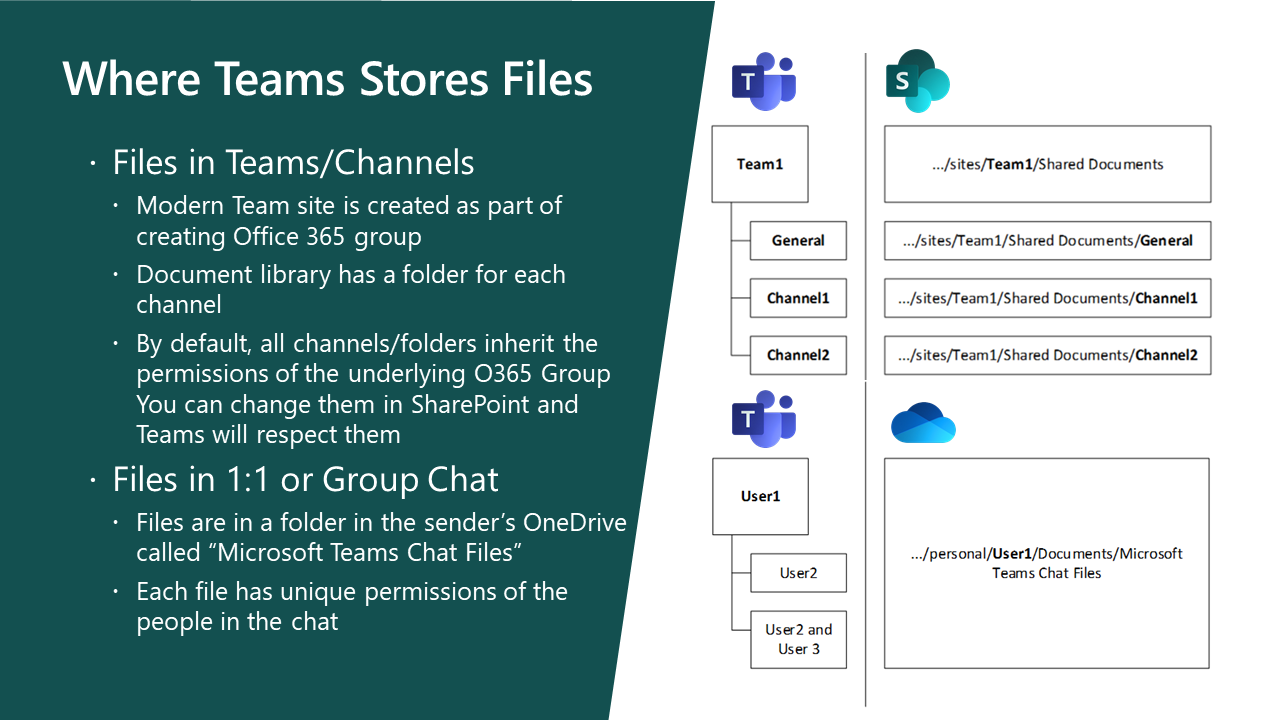 Where Teams Stores Files
· Files in Teams/Channels
· Modern Team site is created as part of
creating Office 365 group
· Document library has a folder for each
channel
· By default, all channels/folders inherit the
permissions of the underlying O365 Group
You can change them in SharePoint and
Teams will respect them
· Files in 1:1 or Group Chat
· Files are in a folder in the sender’s OneDrive
called “Microsoft Teams Chat Files”
· Each file has unique permissions of the
people in the chat
T
S
Team1
.../sites/Team1/Shared Documents
General
.../sites/Team1/Shared Documents/General
Channel1
.../sites/Team1/Shared Documents/Channel1
Channel2
.../sites/Team1/Shared Documents/Channel2
T
User1
.../personal/User1/Documents/Microsoft
Teams Chat Files
User2
User2 and
User 3